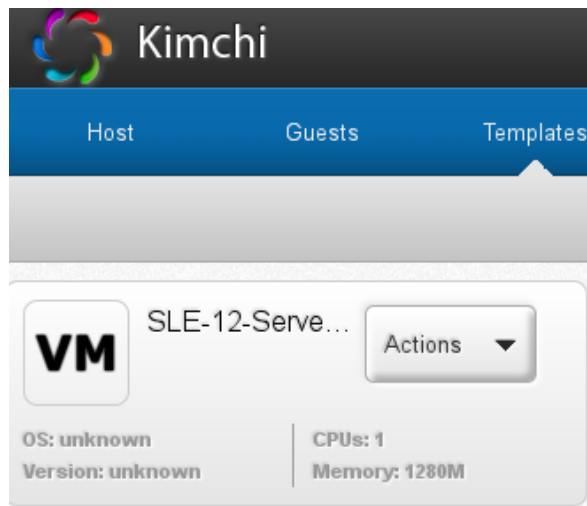 Kimchi
Host Guests Templates
VM
SLE-12-Serve...
Actions
OS: unknown
Version: unknown
CPUs: 1
Memory: 1280M